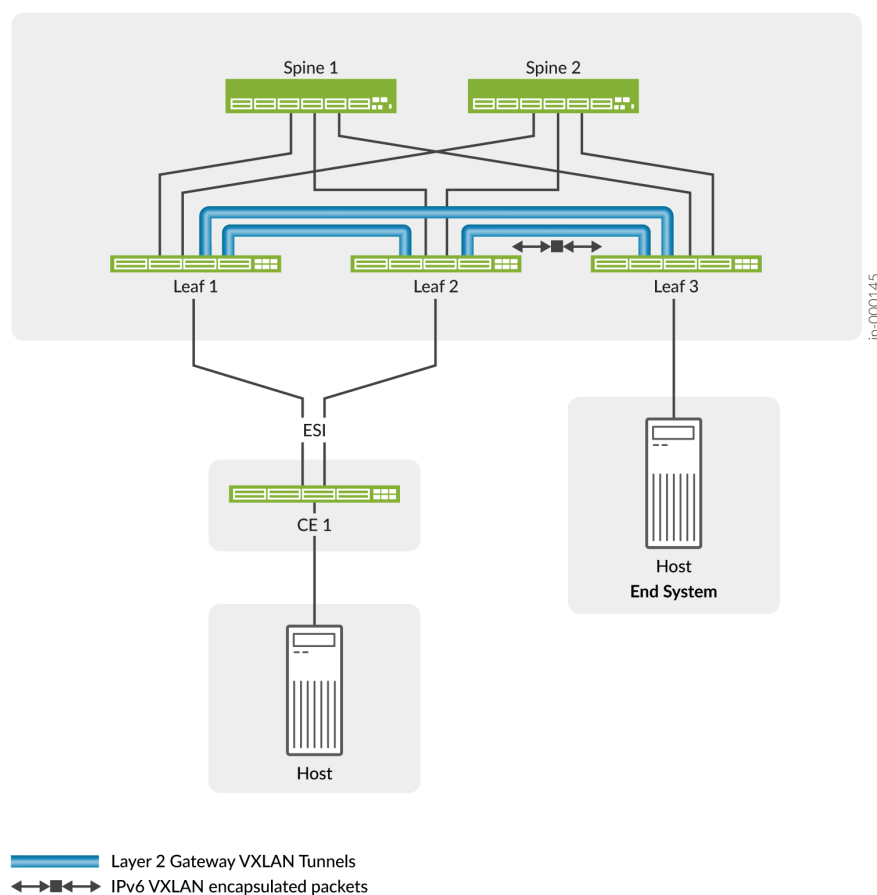 Spine 1
Spine 2
Leaf 1
Leaf 2
Leaf 3
jn-000145
ESI
CE 1
Host
End System
Host
Layer 2 Gateway VXLAN Tunnels
IPv6 VXLAN encapsulated packets